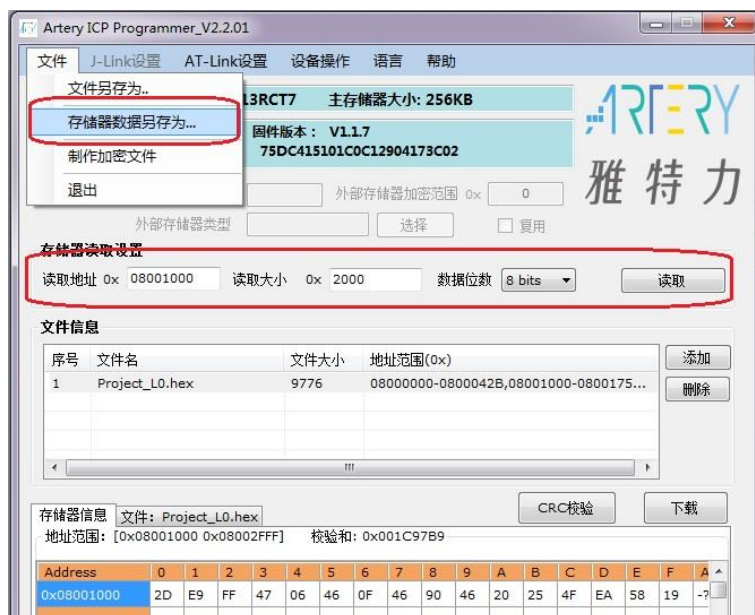 Artery ICP Programmer_V2.2.01
文件 J-Link设置 AT-Link设置 设备操作 语言 帮助
文件另存为..
存储器数据另存为...
制作加密文件
退出
13RCT7 主存储器大小: 256KB
固件版本: V1.1.7
75DC415101C0C12904173C02
ARTERY
雅特力
外部存储器加密范围 0x 0
外部存储器类型 选择 复用
存储器读取设置
读取地址 0x 08001000 读取大小 0x 2000 数据位数 8 bits 读取
文件信息
序号 文件名 文件大小 地址范围(0x)
1 Project_L0.hex 9776 08000000-0800042B,08001000-0800175...
添加
删除
存储器信息 文件: Project_L0.hex CRC校验 下载
地址范围: [0x08001000 0x08002FFF] 校验和: 0x001C97B9
Address 0 1 2 3 4 5 6 7 8 9 A B C D E F A
0x08001000 2D E9 FF 47 06 46 0F 46 90 46 20 25 4F EA 58 19 -?